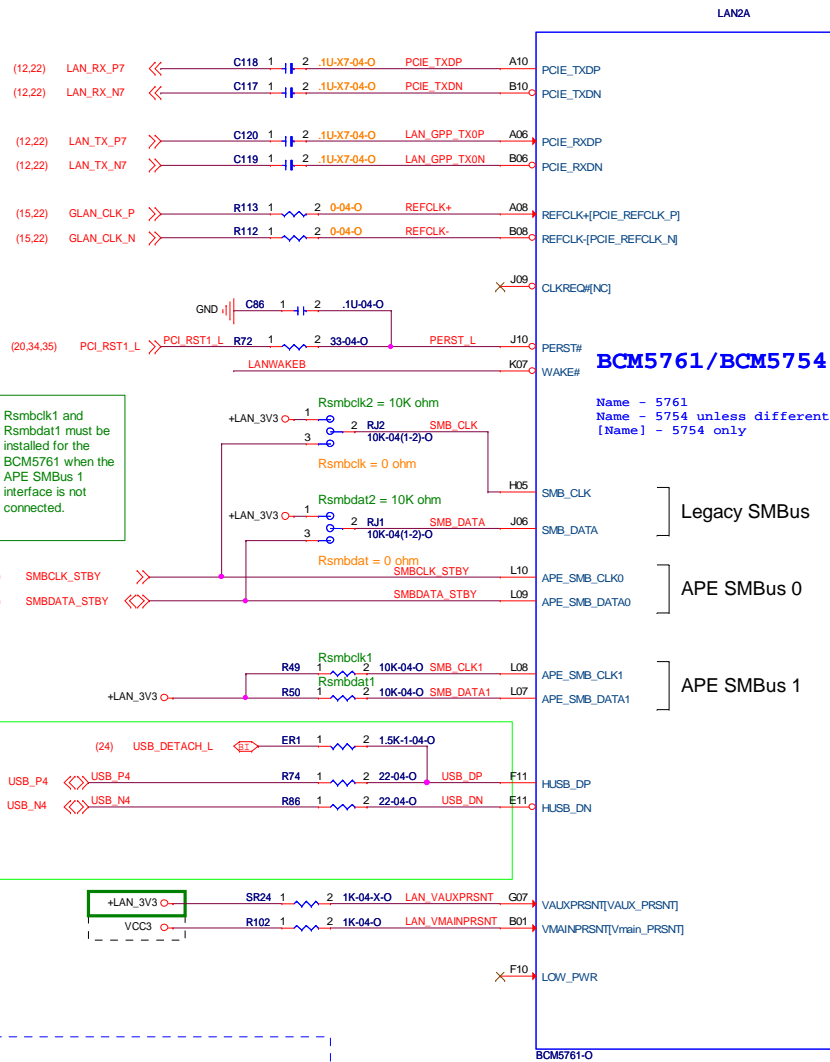 LAN2A
(12,22) LAN_RX_P7 C118 1 2 .1U-X7-04-O PCIE_TXDP A10 PCIE_TXDP
(12,22) LAN_RX_N7 C117 1 2 .1U-X7-04-O PCIE_TXDN B10 PCIE_TXDN
(12,22) LAN_TX_P7 C120 1 2 .1U-X7-04-O LAN_GPP_TX0P A06 PCIE_RXDP
(12,22) LAN_TX_N7 C119 1 2 .1U-X7-04-O LAN_GPP_TX0N B06 PCIE_RXDN
(15,22) GLAN_CLK_P R113 1 2 0-04-O REFCLK+ A08 REFCLK+[PCIE_REFCLK_P]
(15,22) GLAN_CLK_N R112 1 2 0-04-O REFCLK- B08 REFCLK-[PCIE_REFCLK_N]
J09 CLKREQ#[NC]
GND C86 1 2 .1U-04-O
(20,34,35) PCI_RST1_L PCI_RST1_L R72 1 2 33-04-O PERST_L J10 PERST#
LANWAKEB K07 WAKE#
BCM5761/BCM5754
Name - 5761
Name - 5754 unless different
[Name] - 5754 only
Rsmbclk1 and
Rsmbdat1 must be
installed for the
BCM5761 when the
APE SMBus 1
interface is not
connected.
Rsmbclk2 = 10K ohm
+LAN_3V3 1
3 2 RJ2 SMB_CLK
10K-04(1-2)-O
Rsmbclk = 0 ohm
H05 SMB_CLK
Rsmbdat2 = 10K ohm
+LAN_3V3 1
3 2 RJ1 SMB_DATA J06 SMB_DATA
10K-04(1-2)-O
Legacy SMBus
Rsmbdat = 0 ohm
SMBCLK_STBY SMBCLK_STBY L10 APE_SMB_CLK0
SMBDATA_STBY SMBDATA_STBY L09 APE_SMB_DATA0
APE SMBus 0
Rsmbclk1
R49 1 2 10K-04-O SMB_CLK1 L08 APE_SMB_CLK1
Rsmbdat1
+LAN_3V3 R50 1 2 10K-04-O SMB_DATA1 L07 APE_SMB_DATA1
APE SMBus 1
(24) USB_DETACH_L BI ER1 1 2 1.5K-1-04-O
USB_P4 USB_P4 R74 1 2 22-04-O USB_DP F11 HUSB_DP
USB_N4 USB_N4 R86 1 2 22-04-O USB_DN E11 HUSB_DN
+LAN_3V3 SR24 1 2 1K-04-X-O LAN_VAUXPRSNT G07 VAUXPRSNT[VAUX_PRSNT]
VCC3 R102 1 2 1K-04-O LAN_VMAINPRSNT B01 VMAINPRSNT[Vmain_PRSNT]
F10 LOW_PWR
BCM5761-O